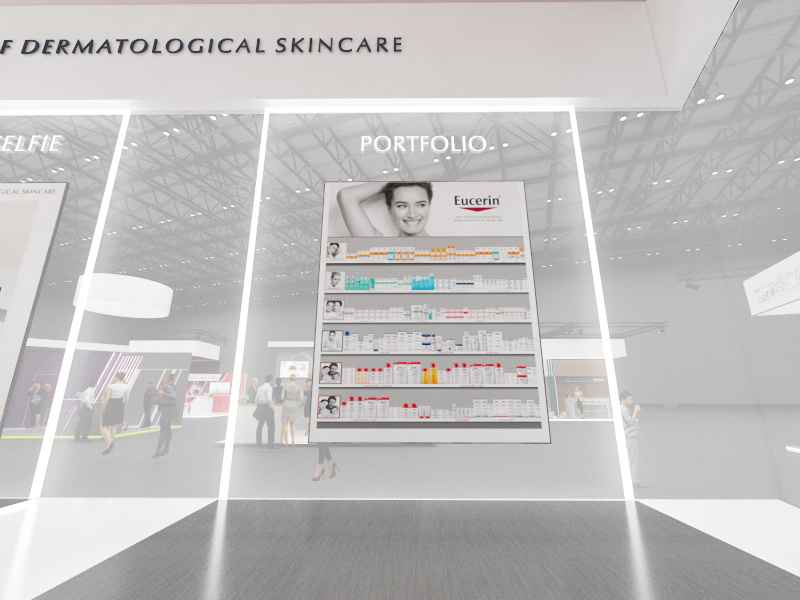 F DERMATOLOGICAL SKINCARE
ELFIE
PORTFOLIO
GICAL SKINCARE
Eucerin